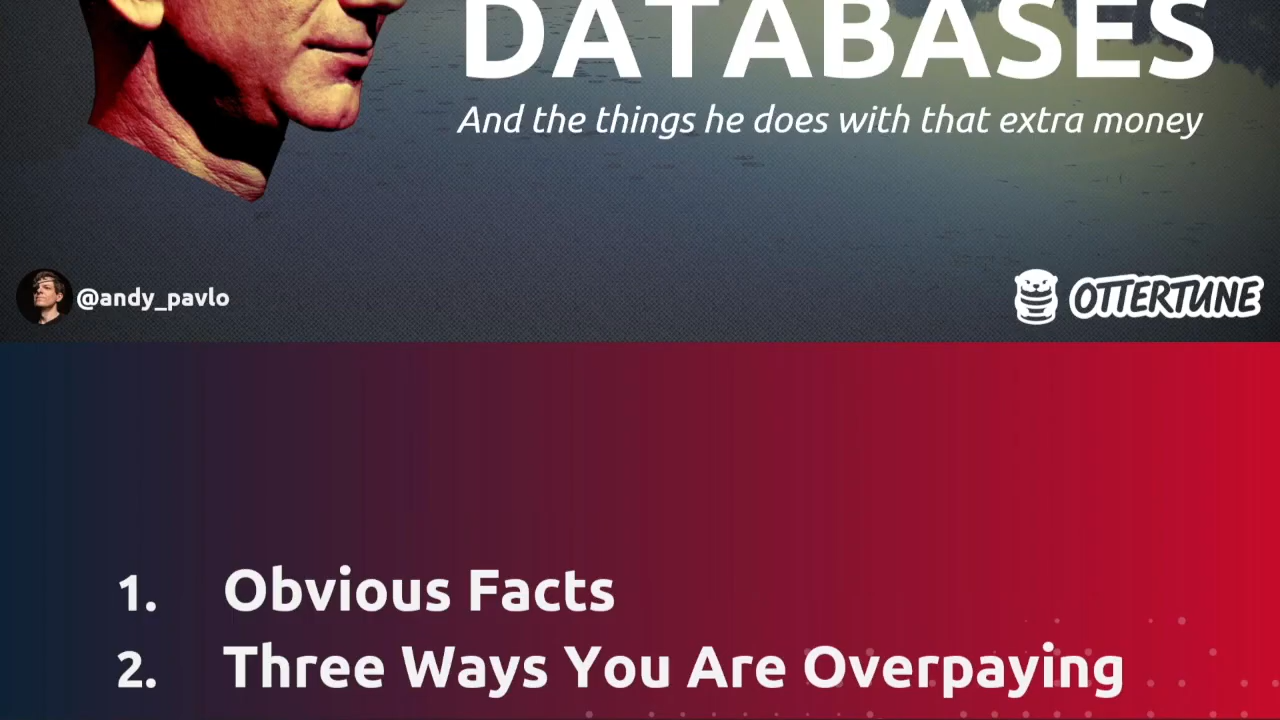 DATABASES
And the things he does with that extra money
@andy_pavlo
OTTERTUNE
1. Obvious Facts
2. Three Ways You Are Overpaying